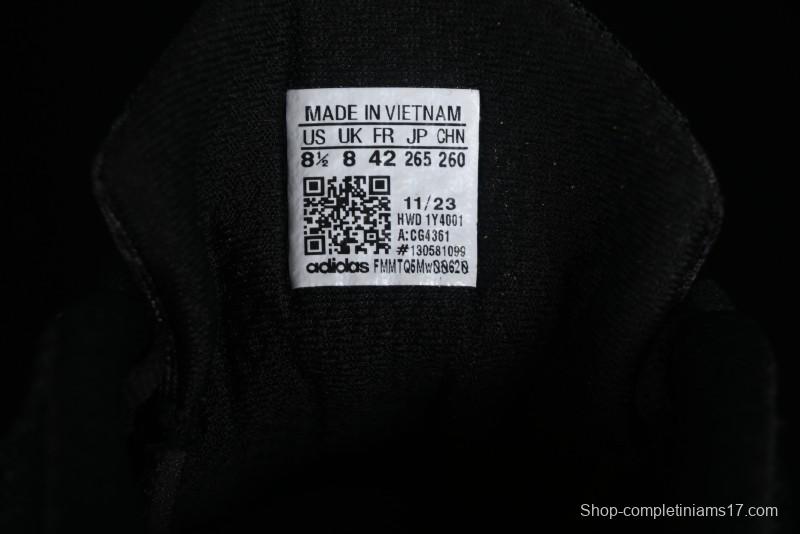 MADE IN VIETNAM
US UK FR JP CHN
8½ 8 42 265 260
11/23
HWD 1Y4001
A:CG4361
#130581099
adidas FMMTQ5Mw00620
Shop-completiniams17.com